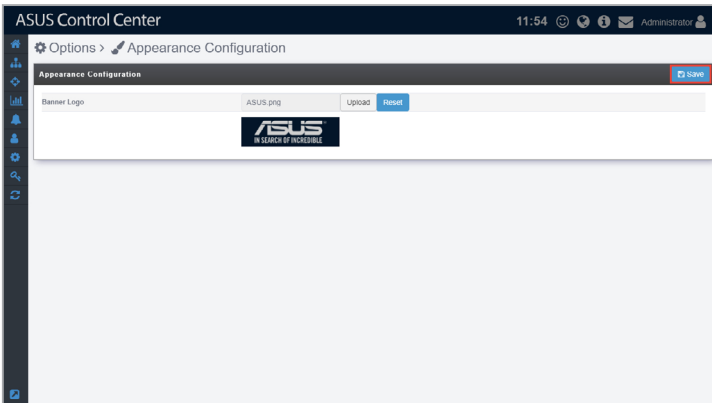 ASUS Control Center
11:54 Administrator
Options > Appearance Configuration
Appearance Configuration
Save
Banner Logo ASUS.png Upload Reset
ASUS
IN SEARCH OF INCREDIBLE